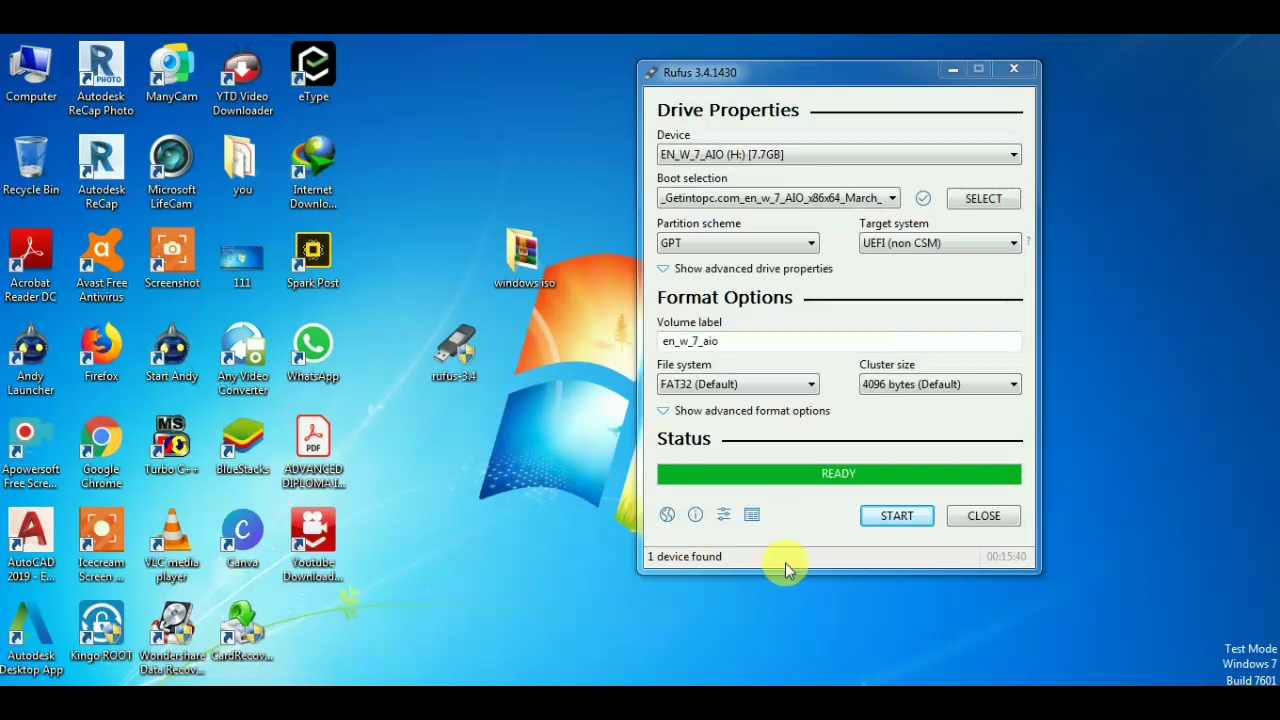 Computer
Autodesk
ReCap Photo
PHOTO
ManyCam
YTD Video
Downloader
eType
Recycle Bin
Autodesk
ReCap
Microsoft
LifeCam
you
Internet
Downlo...
Acrobat
Reader DC
Avast Free
Antivirus
Screenshot
111
Spark Post
Andy
Launcher
Firefox
Start Andy
Any Video
Converter
WhatsApp
Apowersoft
Free Scre...
Google
Chrome
MS
Turbo C++
BlueStacks
PDF
ADVANCED
DIPLOMA I...
AutoCAD
2019 - E...
Icecream
Screen ...
VLC media
player
Canva
Youtube
Download...
Autodesk
Desktop App
Kingo ROOT
Wondershare
Data Recov...
CardRecov...
windows iso
rufus-3.4
Rufus 3.4.1430
Drive Properties
Device
EN_W_7_AIO (H:) [7.7GB]
Boot selection
_Getintopc.com_en_w_7_AIO_x86x64_March_
SELECT
Partition scheme
Target system
GPT
UEFI (non CSM)
?
Show advanced drive properties
Format Options
Volume label
en_w_7_aio
File system
Cluster size
FAT32 (Default)
4096 bytes (Default)
Show advanced format options
Status
READY
START
CLOSE
1 device found
00:15:40
Test Mode
Windows 7
Build 7601